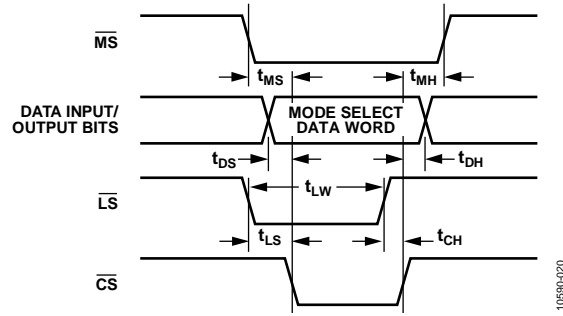 MS
tMS
tMH
DATA INPUT/
OUTPUT BITS
MODE SELECT
DATA WORD
tDS
tDH
LS
tLW
tLS
tCH
CS
10590-020